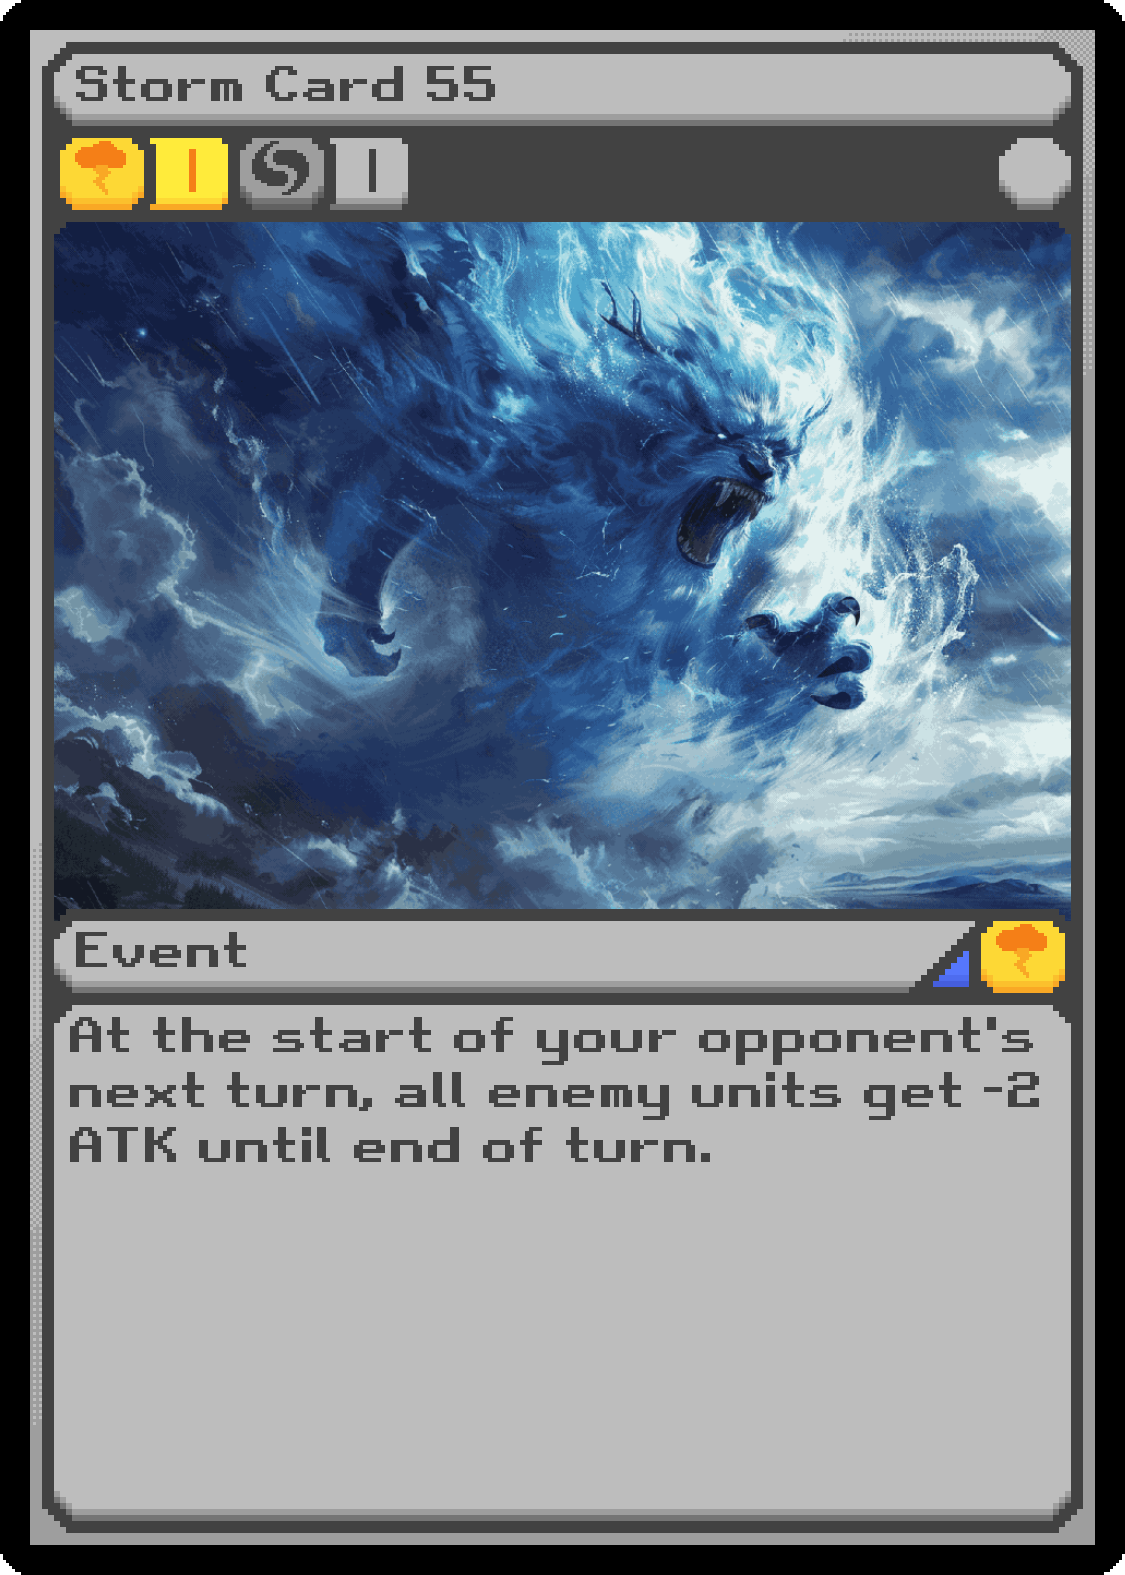 Storm Card 55
1 1
Event
At the start of your opponent's
next turn, all enemy units get -2
ATK until end of turn.